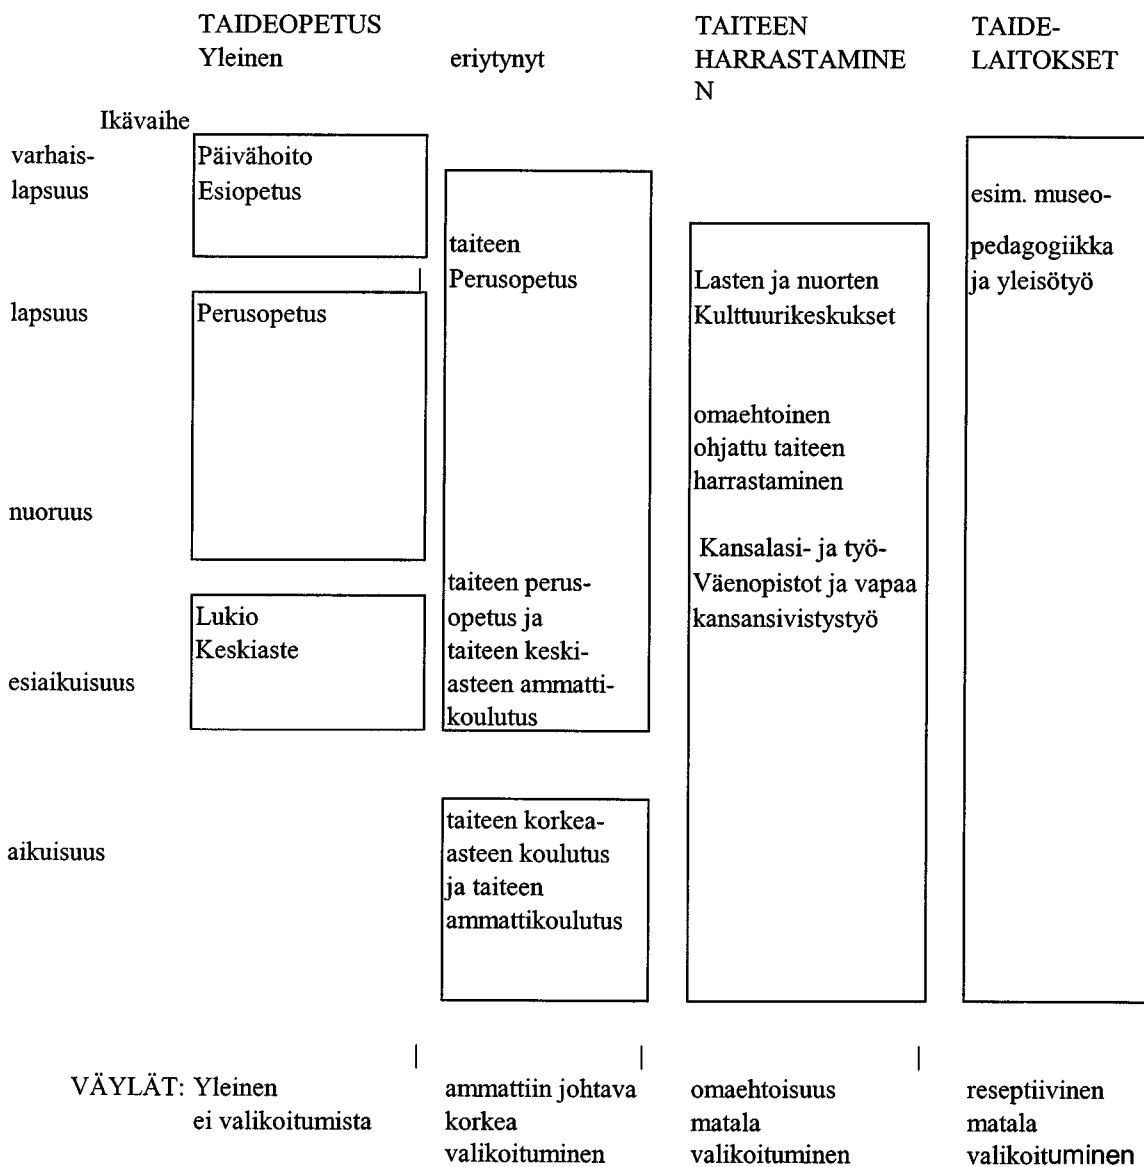 TAIDEOPETUS
Yleinen
eriytynyt
TAITEEN
HARRASTAMINE
N
TAIDE-
LAITOKSET
Ikävaihe
varhais-
lapsuus
lapsuus
nuoruus
esiaikuisuus
aikuisuus
Päivähoito
Esiopetus
Perusopetus
Lukio
Keskiaste
taiteen
Perusopetus
taiteen perus-
opetus ja
taiteen keski-
asteen ammatti-
koulutus
taiteen korkea-
asteen koulutus
ja taiteen
ammattikoulutus
Lasten ja nuorten
Kulttuurikeskukset
omaehtoinen
ohjattu taiteen
harrastaminen
Kansalasi- ja työ-
Väenopistot ja vapaa
kansansivistystyö
esim. museo-
pedagogiikka
ja yleisötyö
VÄYLÄT: Yleinen
ei valikoitumista
ammattiin johtava
korkea
valikoituminen
omaehtoisuus
matala
valikoituminen
reseptiivinen
matala
valikoituminen